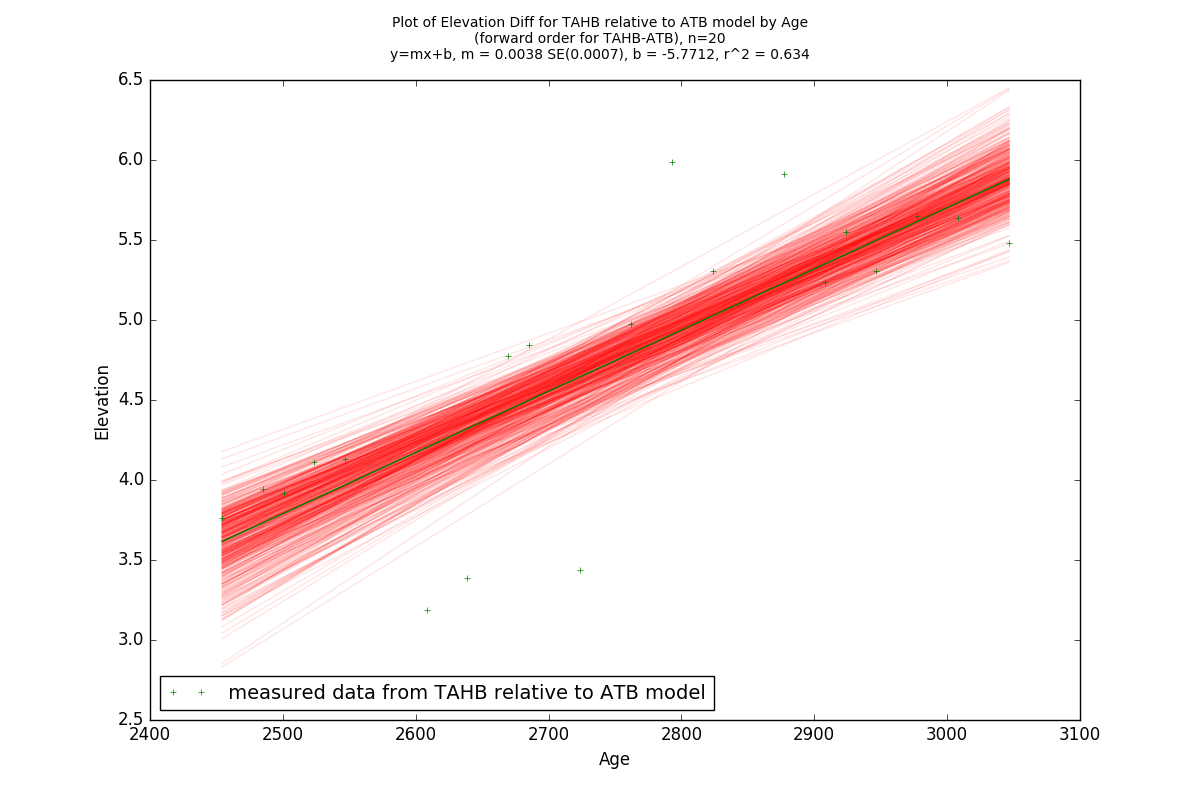 Plot of Elevation Diff for TAHB relative to ATB model by Age
(forward order for TAHB-ATB), n=20
y=mx+b, m = 0.0038 SE(0.0007), b = -5.7712, r^2 = 0.634
6.5
6.0
5.5
5.0
4.5
4.0
3.5
3.0
2.5
Elevation
measured data from TAHB relative to ATB model
2400 2500 2600 2700 2800 2900 3000 3100
Age